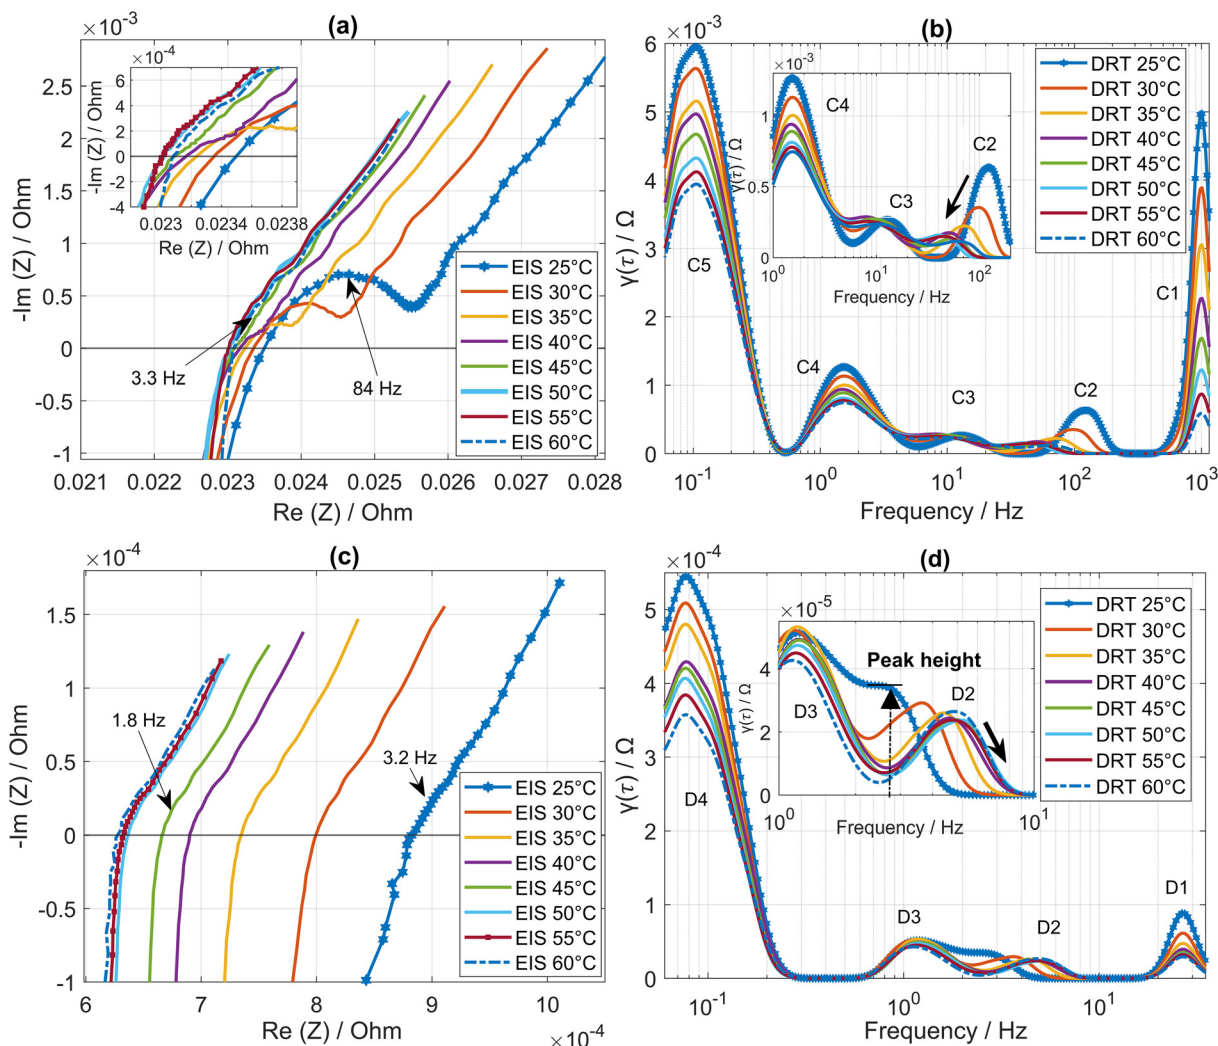 (a)
×10⁻³
-Im (Z) / Ohm
2.5
2
1.5
1
0.5
0
-0.5
-1
0.021 0.022 0.023 0.024 0.025 0.026 0.027 0.028
Re (Z) / Ohm
×10⁻⁴
-Im (Z) / Ohm
6
4
2
0
-2
-4
0.023 0.0234 0.0238
Re (Z) / Ohm
3.3 Hz
84 Hz
EIS 25°C
EIS 30°C
EIS 35°C
EIS 40°C
EIS 45°C
EIS 50°C
EIS 55°C
EIS 60°C
(b)
×10⁻³
γ(τ) / Ω
6
5
4
3
2
1
0
10⁻¹ 10⁰ 10¹ 10² 10³
Frequency / Hz
C5
C4
C3
C2
C1
×10⁻³
γ(τ) / Ω
1
0.5
0
10⁰ 10¹ 10²
Frequency / Hz
C4
C3
C2
DRT 25°C
DRT 30°C
DRT 35°C
DRT 40°C
DRT 45°C
DRT 50°C
DRT 55°C
DRT 60°C
(c)
×10⁻⁴
-Im (Z) / Ohm
1.5
1
0.5
0
-0.5
-1
6 7 8 9 10
Re (Z) / Ohm
×10⁻⁴
1.8 Hz
3.2 Hz
EIS 25°C
EIS 30°C
EIS 35°C
EIS 40°C
EIS 45°C
EIS 50°C
EIS 55°C
EIS 60°C
(d)
×10⁻⁴
γ(τ) / Ω
5
4
3
2
1
0
10⁻¹ 10⁰ 10¹
Frequency / Hz
D4
D3
D2
D1
×10⁻⁵
γ(τ) / Ω
4
2
0
10⁰ 10¹
Frequency / Hz
Peak height
D3
D2
DRT 25°C
DRT 30°C
DRT 35°C
DRT 40°C
DRT 45°C
DRT 50°C
DRT 55°C
DRT 60°C